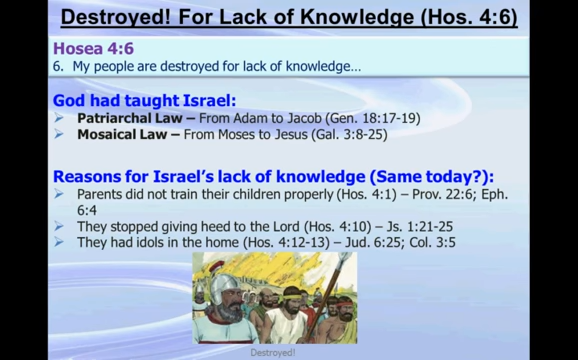 Destroyed! For Lack of Knowledge (Hos. 4:6)
Hosea 4:6
6. My people are destroyed for lack of knowledge…
God had taught Israel:
Patriarchal Law – From Adam to Jacob (Gen. 18:17-19)
Mosaical Law – From Moses to Jesus (Gal. 3:8-25)
Reasons for Israel's lack of knowledge (Same today?):
Parents did not train their children properly (Hos. 4:1) – Prov. 22:6; Eph.
6:4
They stopped giving heed to the Lord (Hos. 4:10) – Js. 1:21-25
They had idols in the home (Hos. 4:12-13) – Jud. 6:25; Col. 3:5
Destroyed!